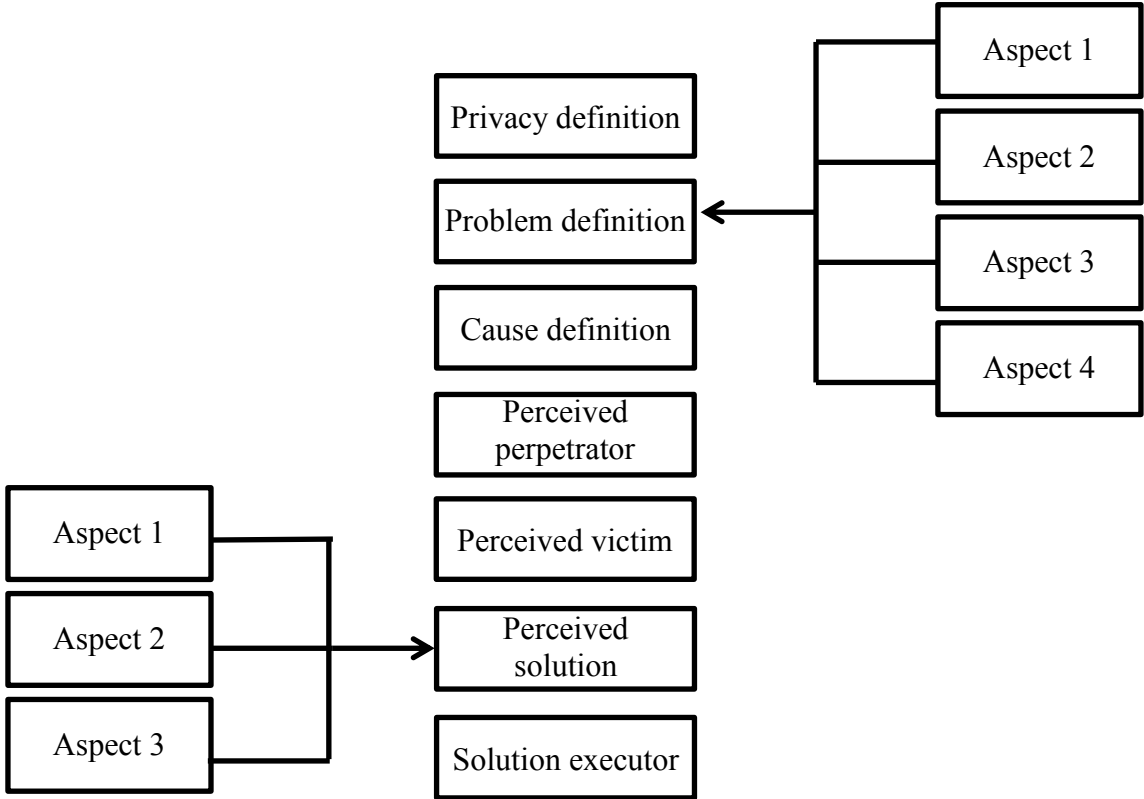 Aspect 1
Aspect 2
Aspect 3
Aspect 4
Privacy definition
Problem definition
Cause definition
Perceived
perpetrator
Perceived victim
Perceived
solution
Solution executor
Aspect 1
Aspect 2
Aspect 3